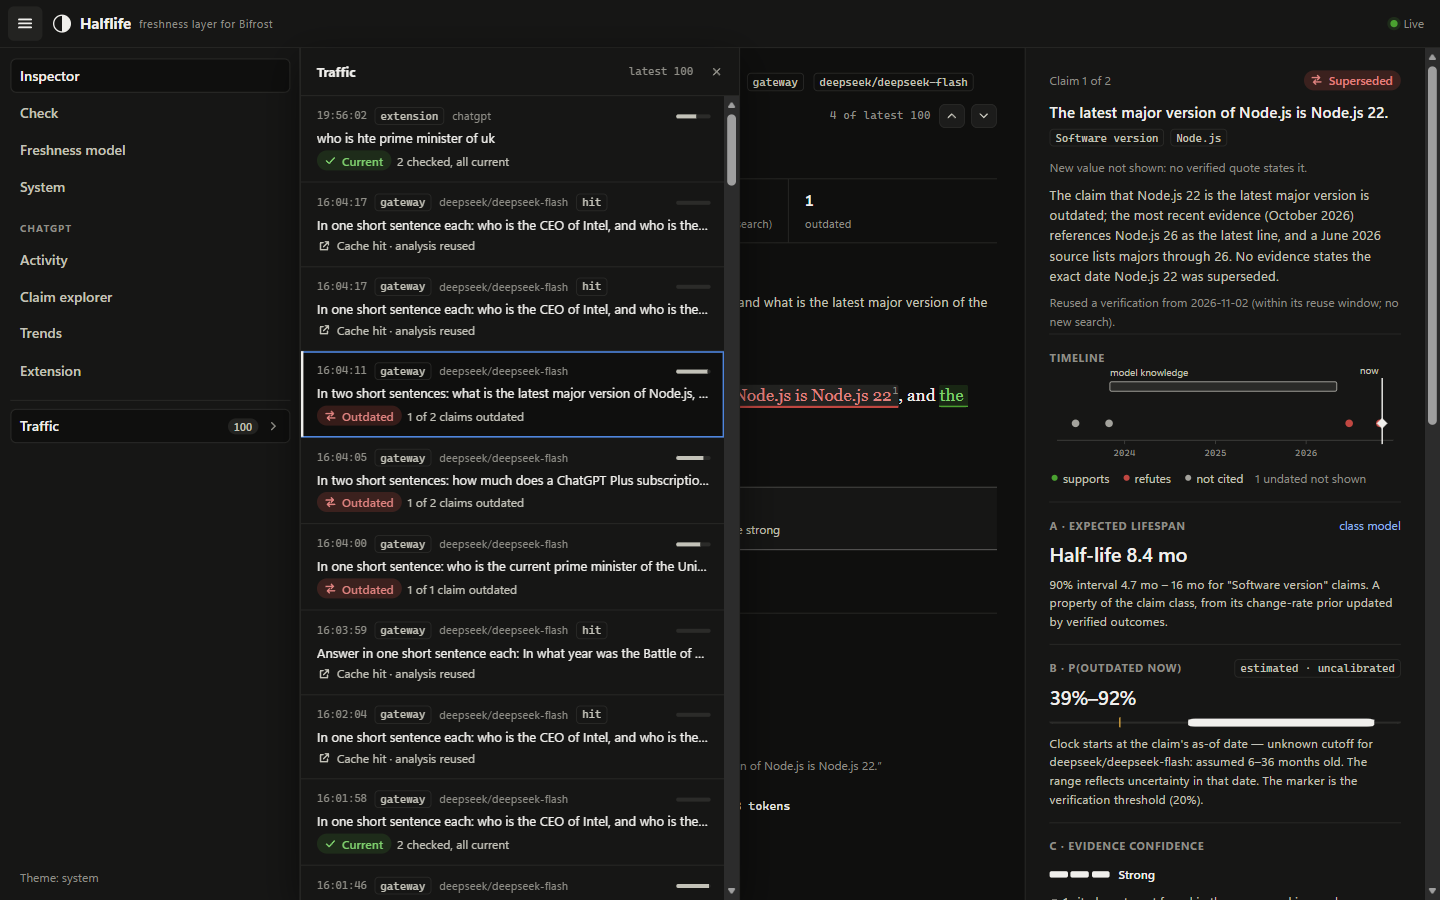 Halflife freshness layer for Bifrost
Live
Inspector
Check
Freshness model
System
CHATGPT
Activity
Claim explorer
Trends
Extension
Traffic 100
Theme: system
Traffic latest 100
19:56:02 extension chatgpt
who is hte prime minister of uk
Current 2 checked, all current
16:04:17 gateway deepseek/deepseek-flash hit
In one short sentence each: who is the CEO of Intel, and who is the...
Cache hit · analysis reused
16:04:17 gateway deepseek/deepseek-flash hit
In one short sentence each: who is the CEO of Intel, and who is the...
Cache hit · analysis reused
16:04:11 gateway deepseek/deepseek-flash
In two short sentences: what is the latest major version of Node.js, ...
Outdated 1 of 2 claims outdated
16:04:05 gateway deepseek/deepseek-flash
In two short sentences: how much does a ChatGPT Plus subscriptio...
Outdated 1 of 2 claims outdated
16:04:00 gateway deepseek/deepseek-flash
In one short sentence: who is the current prime minister of the Uni...
Outdated 1 of 1 claim outdated
16:03:59 gateway deepseek/deepseek-flash hit
Answer in one short sentence each: In what year was the Battle of ...
Cache hit · analysis reused
16:02:04 gateway deepseek/deepseek-flash hit
In one short sentence each: who is the CEO of Intel, and who is the...
Cache hit · analysis reused
16:01:58 gateway deepseek/deepseek-flash
In one short sentence each: who is the CEO of Intel, and who is the...
Current 2 checked, all current
16:01:46 gateway deepseek/deepseek-flash
gateway deepseek/deepseek-flash
4 of latest 100
earch)
1
outdated
and what is the latest major version of the
Node.js is Node.js 22¹, and the
strong
n of Node.js is Node.js 22."
tokens
Claim 1 of 2 Superseded
The latest major version of Node.js is Node.js 22.
Software version Node.js
New value not shown: no verified quote states it.
The claim that Node.js 22 is the latest major version is
outdated; the most recent evidence (October 2026)
references Node.js 26 as the latest line, and a June 2026
source lists majors through 26. No evidence states the
exact date Node.js 22 was superseded.
Reused a verification from 2026-11-02 (within its reuse window; no
new search).
TIMELINE
model knowledge now
2024 2025 2026
supports refutes not cited 1 undated not shown
A · EXPECTED LIFESPAN class model
Half-life 8.4 mo
90% interval 4.7 mo – 16 mo for "Software version" claims. A
property of the claim class, from its change-rate prior updated
by verified outcomes.
B · P(OUTDATED NOW) estimated · uncalibrated
39%–92%
Clock starts at the claim's as-of date — unknown cutoff for
deepseek/deepseek-flash: assumed 6–36 months old. The
range reflects uncertainty in that date. The marker is the
verification threshold (20%).
C · EVIDENCE CONFIDENCE
Strong